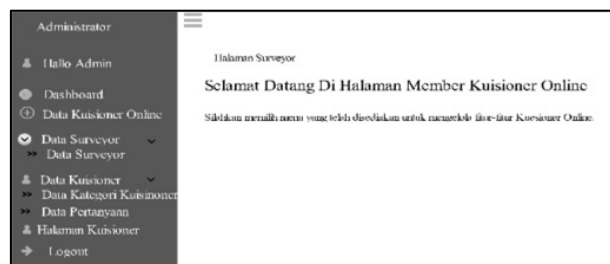 Administrator
Hallo Admin
Dashboard
Data Kuisioner Online
Data Surveyor
Data Surveyor
Data Kuisioner
Data Kategori Kuisinoner
Data Pertanyaan
Halaman Kuisioner
Logout
Halaman Surveyor
Selamat Datang Di Halaman Member Kuisioner Online
Silahkan memilih menu yang telah disediakan untuk mengelola fitur-fitur Kuesioner Online.